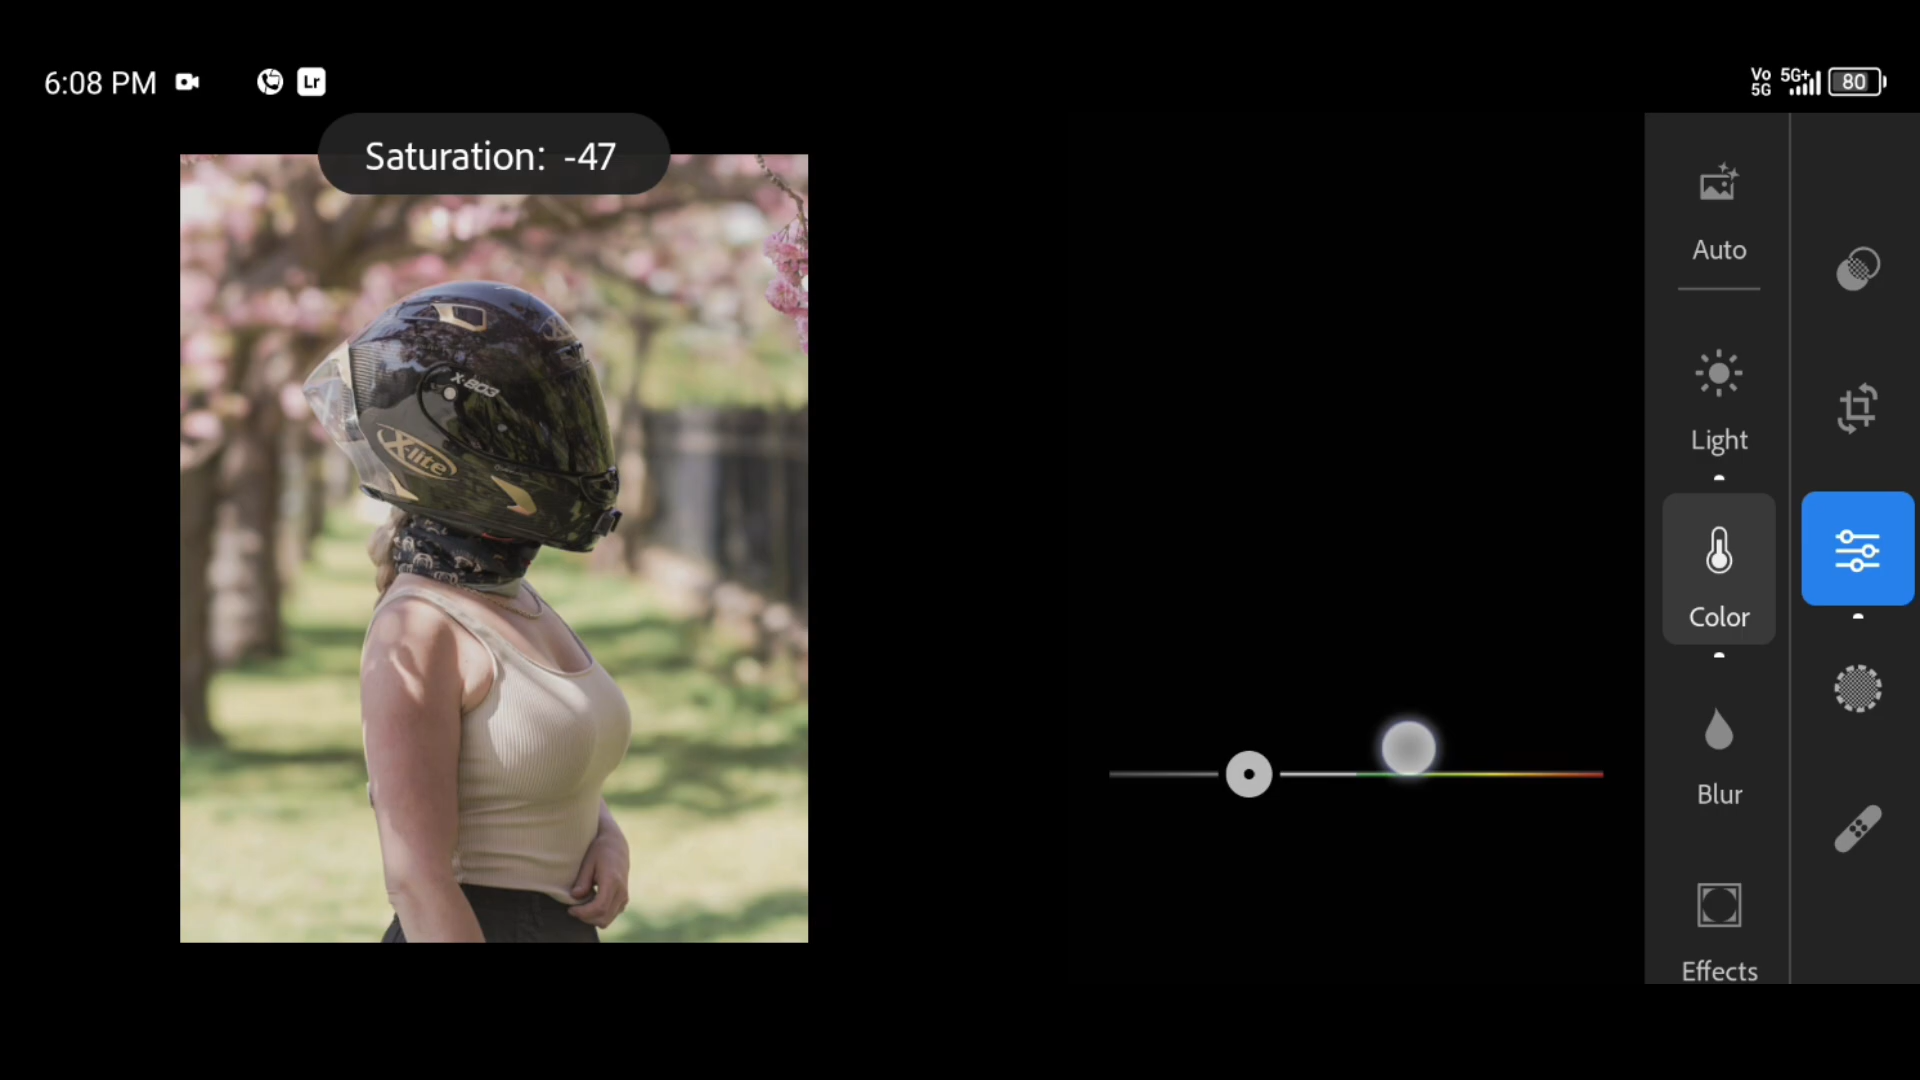 6:08 PM
Lr
Vo 5G
5G+
80
Saturation: -47
Auto
Light
Color
Blur
Effects
X-803
X-lite